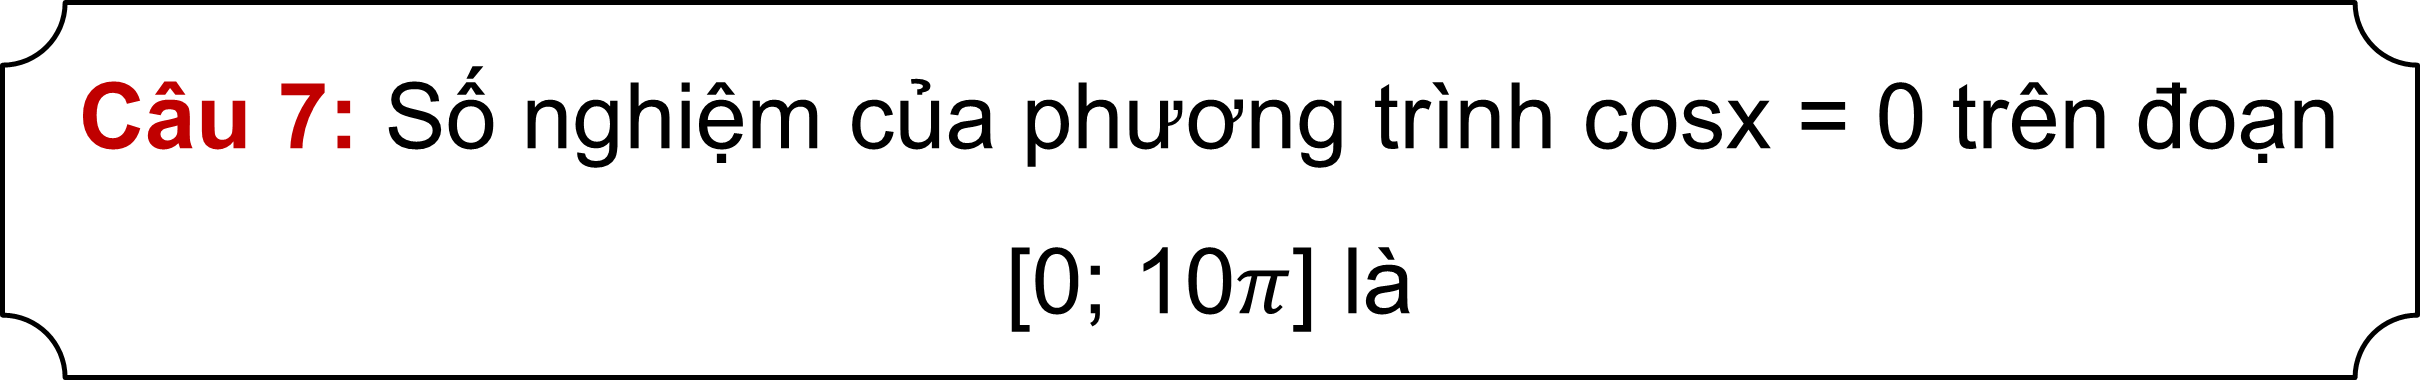 Câu 7: Số nghiệm của phương trình cosx = 0 trên đoạn
[0; 10𝜋] là